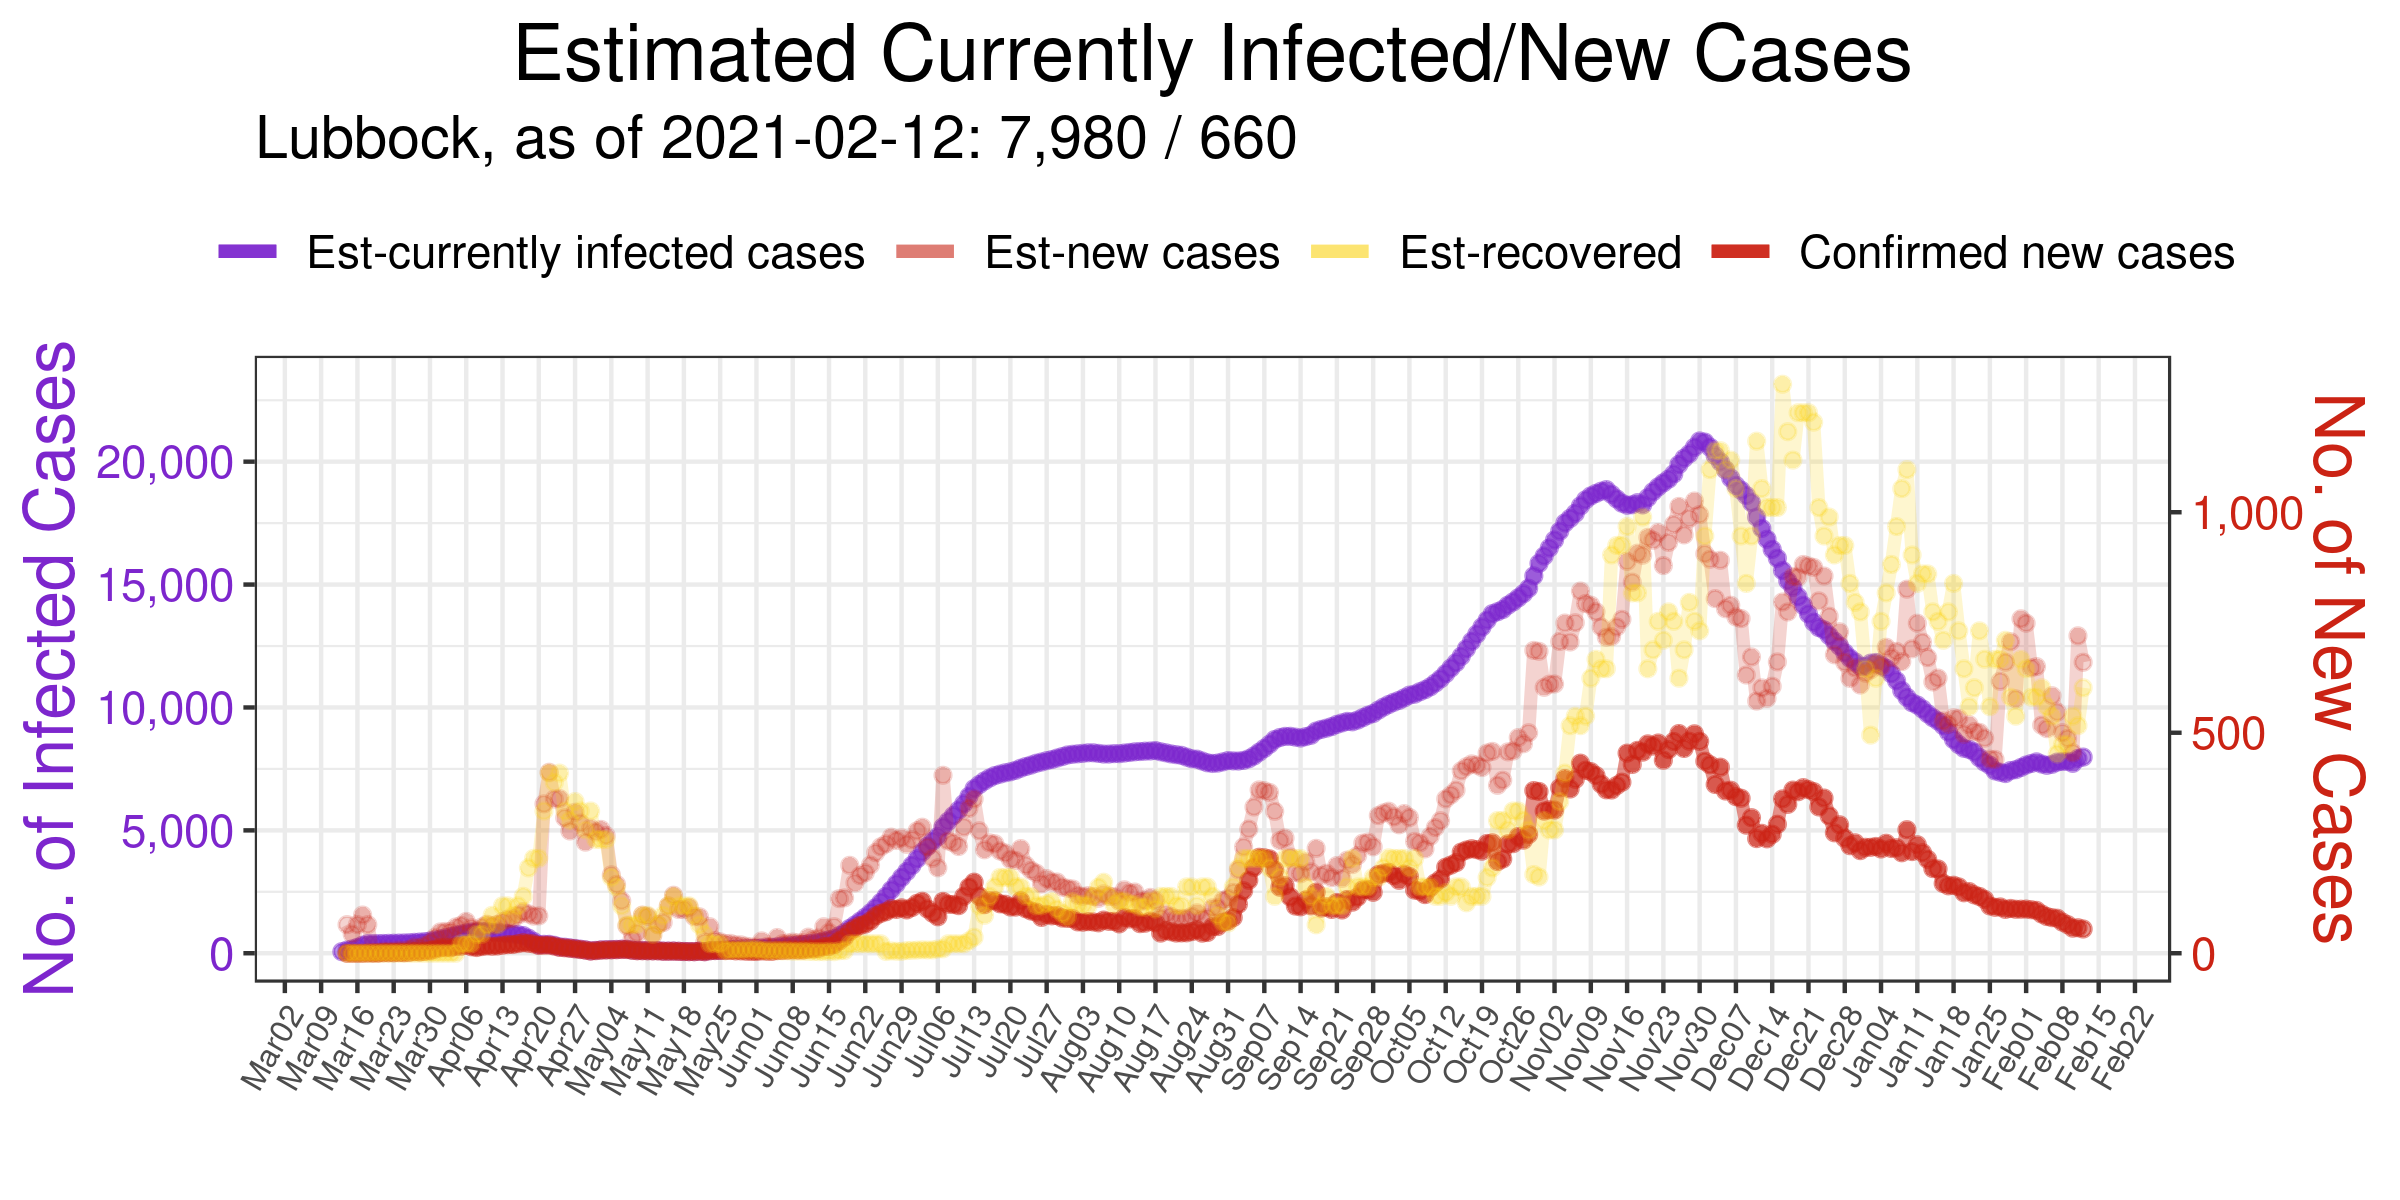 Estimated Currently Infected/New Cases
Lubbock, as of 2021-02-12: 7,980 / 660
Est-currently infected cases Est-new cases Est-recovered Confirmed new cases
No. of Infected Cases
20,000
15,000
10,000
5,000
0
No. of New Cases
1,000
500
0
Mar02 Mar09 Mar16 Mar23 Mar30 Apr06 Apr13 Apr20 Apr27 May04 May11 May18 May25 Jun01 Jun08 Jun15 Jun22 Jun29 Jul06 Jul13 Jul20 Jul27 Aug03 Aug10 Aug17 Aug24 Aug31 Sep07 Sep14 Sep21 Sep28 Oct05 Oct12 Oct19 Oct26 Nov02 Nov09 Nov16 Nov23 Nov30 Dec07 Dec14 Dec21 Dec28 Jan04 Jan11 Jan18 Jan25 Feb01 Feb08 Feb15 Feb22